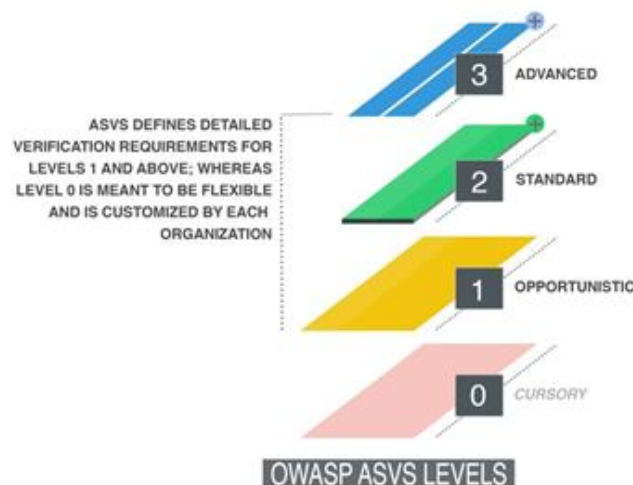 3 ADVANCED
ASVS DEFINES DETAILED
VERIFICATION REQUIREMENTS FOR
LEVELS 1 AND ABOVE; WHEREAS
LEVEL 0 IS MEANT TO BE FLEXIBLE
AND IS CUSTOMIZED BY EACH
ORGANIZATION
2 STANDARD
1 OPPORTUNISTIC
0 CURSORY
OWASP ASVS LEVELS